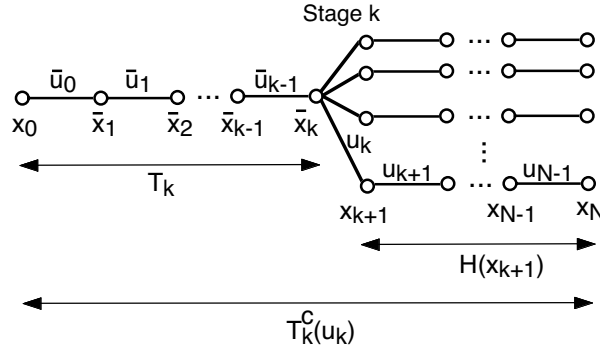 Stage k
ū0 ū1 ... ūk-1
x0 x̄1 x̄2 ... x̄k-1 x̄k
uk
uk+1 uN-1
xk+1 xN-1 xN
Tk
H(xk+1)
Tkc(uk)